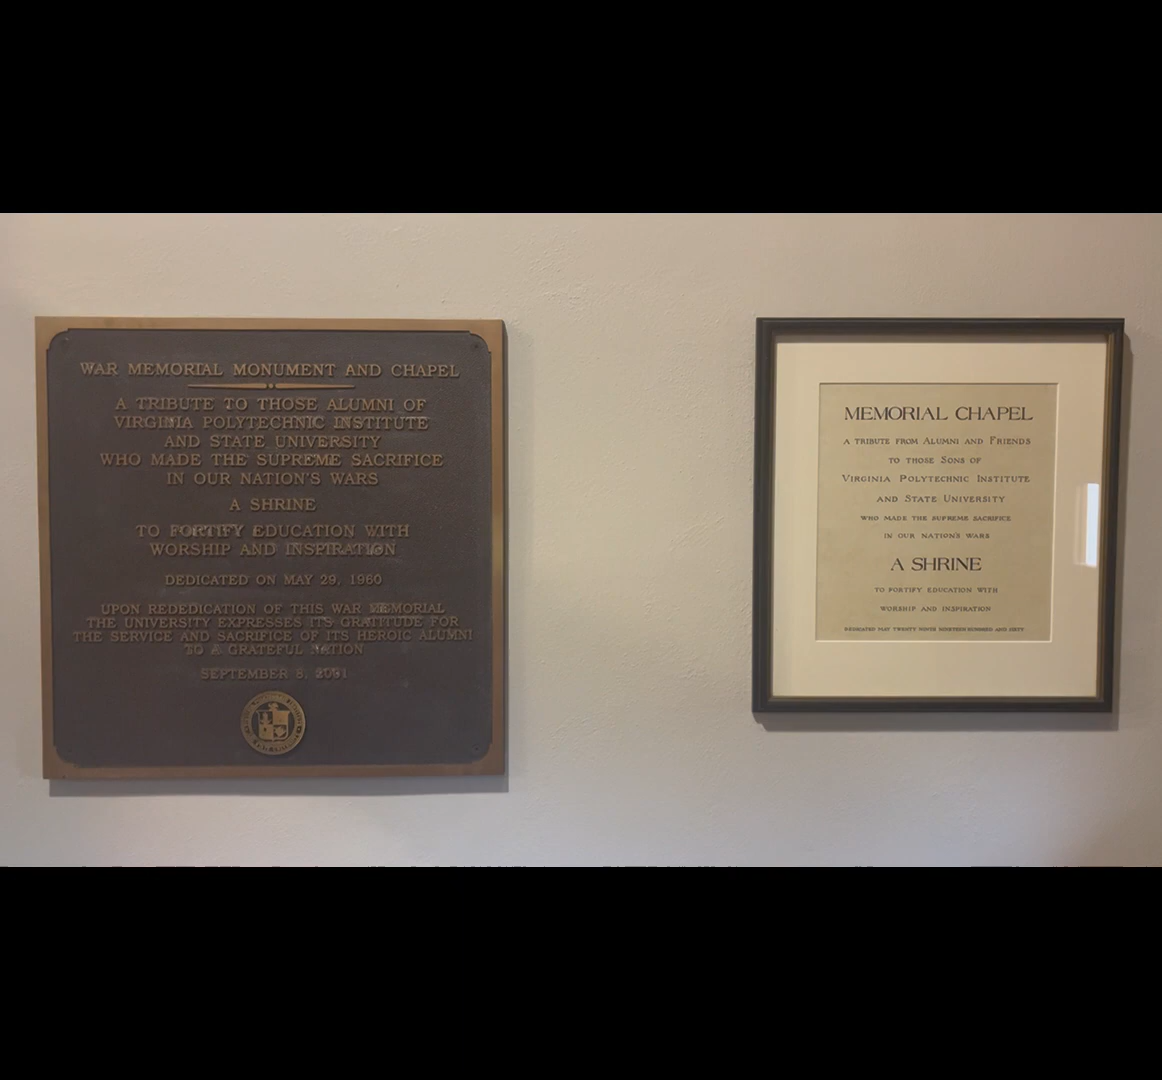 WAR MEMORIAL MONUMENT AND CHAPEL
A TRIBUTE TO THOSE ALUMNI OF
VIRGINIA POLYTECHNIC INSTITUTE
AND STATE UNIVERSITY
WHO MADE THE SUPREME SACRIFICE
IN OUR NATION'S WARS
A SHRINE
TO FORTIFY EDUCATION WITH
WORSHIP AND INSPIRATION
DEDICATED ON MAY 29, 1960
UPON REDEDICATION OF THIS WAR MEMORIAL
THE UNIVERSITY EXPRESSES ITS GRATITUDE FOR
THE SERVICE AND SACRIFICE OF ITS HEROIC ALUMNI
TO A GRATEFUL NATION
SEPTEMBER 8, 2001
MEMORIAL CHAPEL
A TRIBUTE FROM ALUMNI AND FRIENDS
TO THOSE SONS OF
VIRGINIA POLYTECHNIC INSTITUTE
AND STATE UNIVERSITY
WHO MADE THE SUPREME SACRIFICE
IN OUR NATION'S WARS
A SHRINE
TO FORTIFY EDUCATION WITH
WORSHIP AND INSPIRATION
DEDICATED MAY TWENTY NINTH NINETEEN HUNDRED AND SIXTY